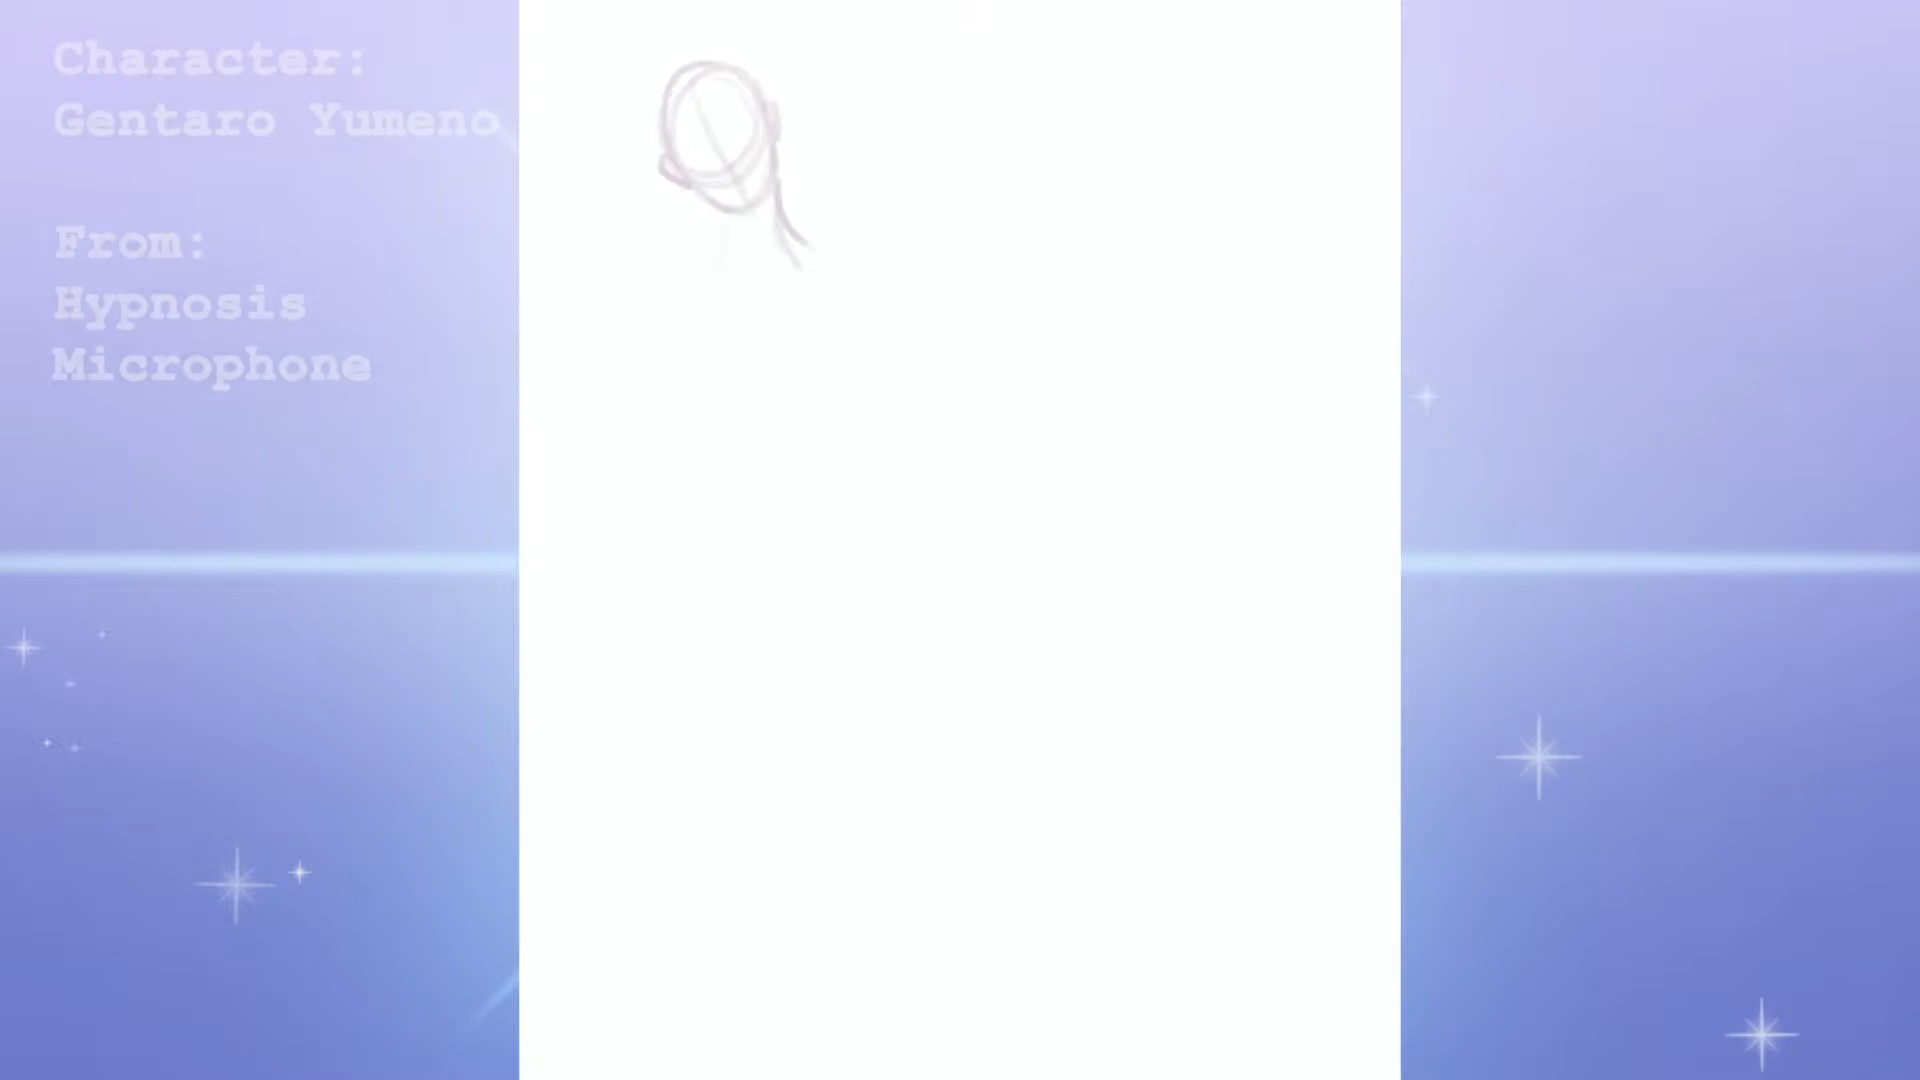 Character:
Gentaro Yumeno
From:
Hypnosis
Microphone